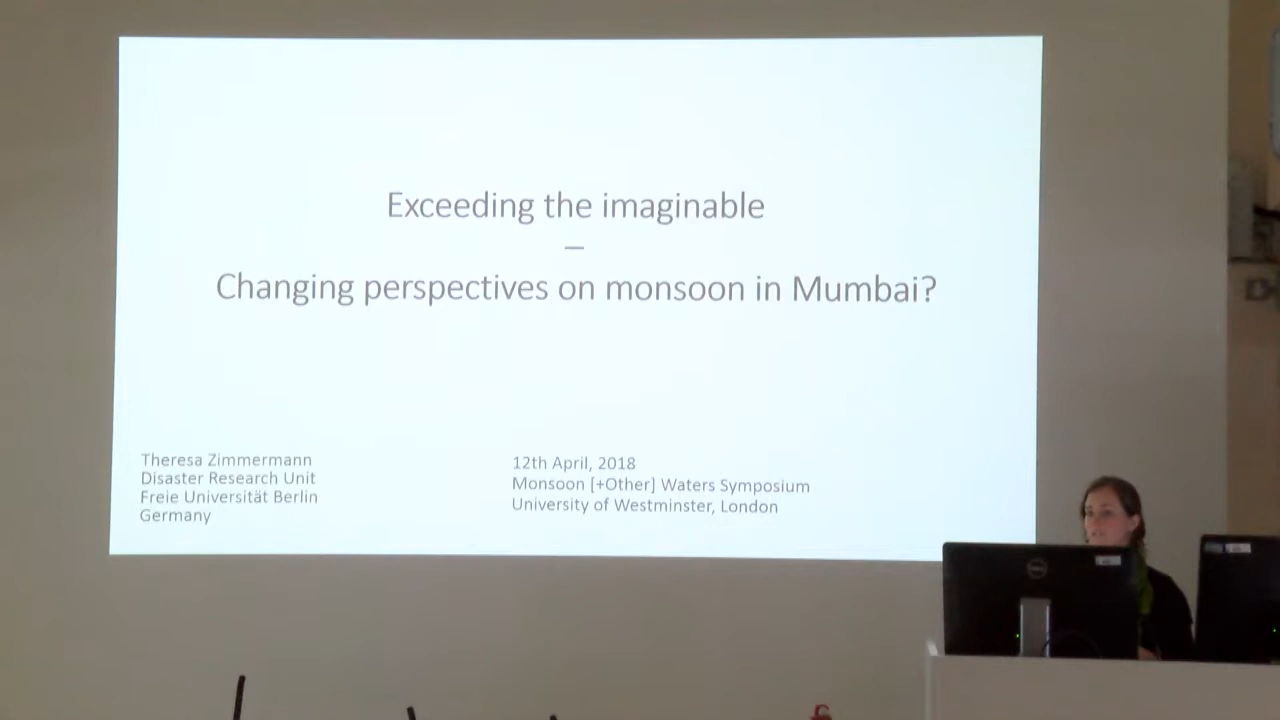 Exceeding the imaginable
–
Changing perspectives on monsoon in Mumbai?
Theresa Zimmermann
Disaster Research Unit
Freie Universität Berlin
Germany
12th April, 2018
Monsoon [+Other] Waters Symposium
University of Westminster, London
DELL